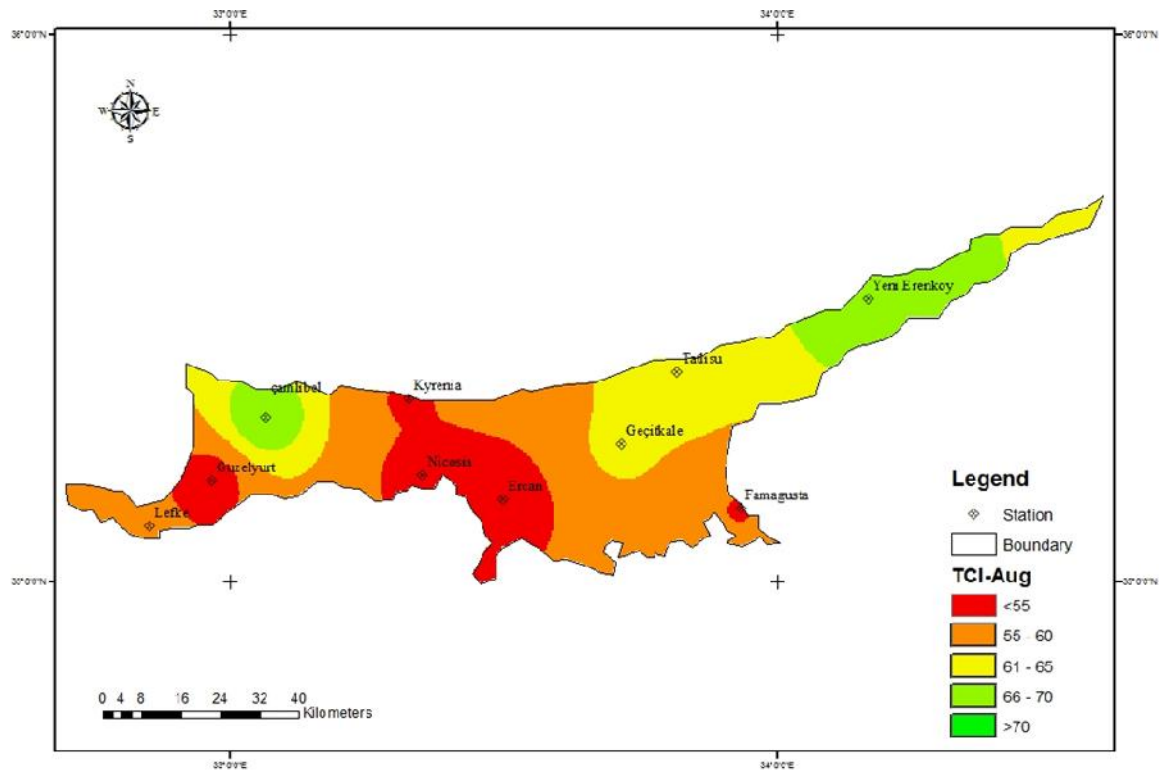 33°0'0"E 34°0'0"E
36°0'0"N 36°0'0"N
N
W E
S
Yeni Erenkoy
Tatlisu
çamlibel
Kyrenia
Geçitkale
Gurelyurt
Nicosia
Ercan
Famagusta
Lefke
Legend
Station
Boundary
35°0'0"N 35°0'0"N
TCI-Aug
<55
55 - 60
61 - 65
66 - 70
>70
0 4 8 16 24 32 40
Kilometers
33°0'0"E 34°0'0"E